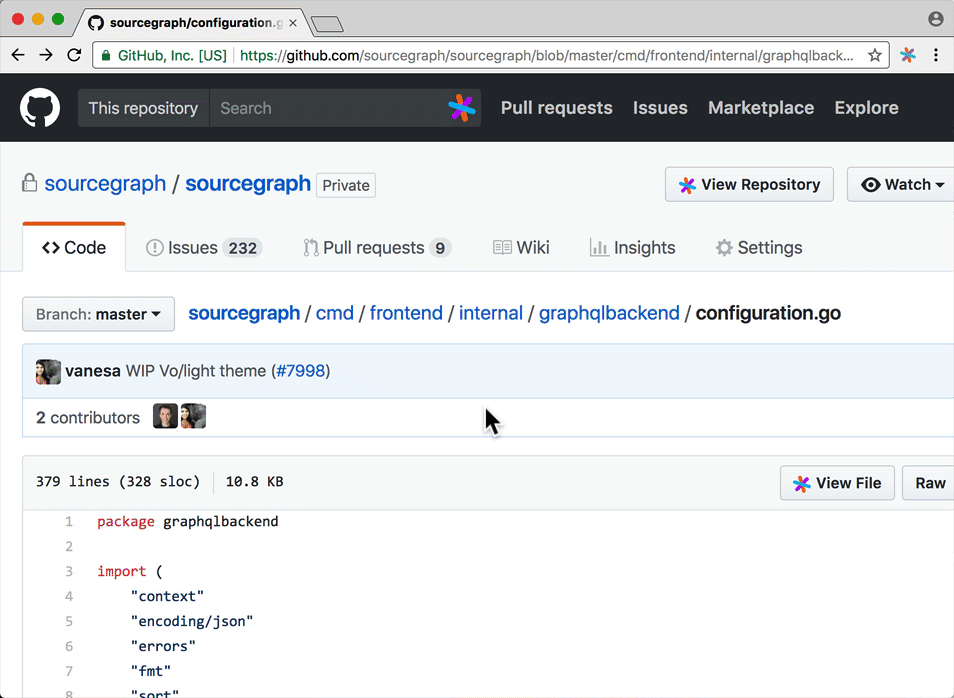 sourcegraph/configuration.g
GitHub, Inc. [US] https://github.com/sourcegraph/sourcegraph/blob/master/cmd/frontend/internal/graphqlback...
This repository Search Pull requests Issues Marketplace Explore
sourcegraph / sourcegraph Private View Repository Watch
Code Issues 232 Pull requests 9 Wiki Insights Settings
Branch: master sourcegraph / cmd / frontend / internal / graphqlbackend / configuration.go
vanesa WIP Vo/light theme (#7998)
2 contributors
379 lines (328 sloc) 10.8 KB View File Raw
1 package graphqlbackend
2
3 import (
4 "context"
5 "encoding/json"
6 "errors"
7 "fmt"
8 "sort"